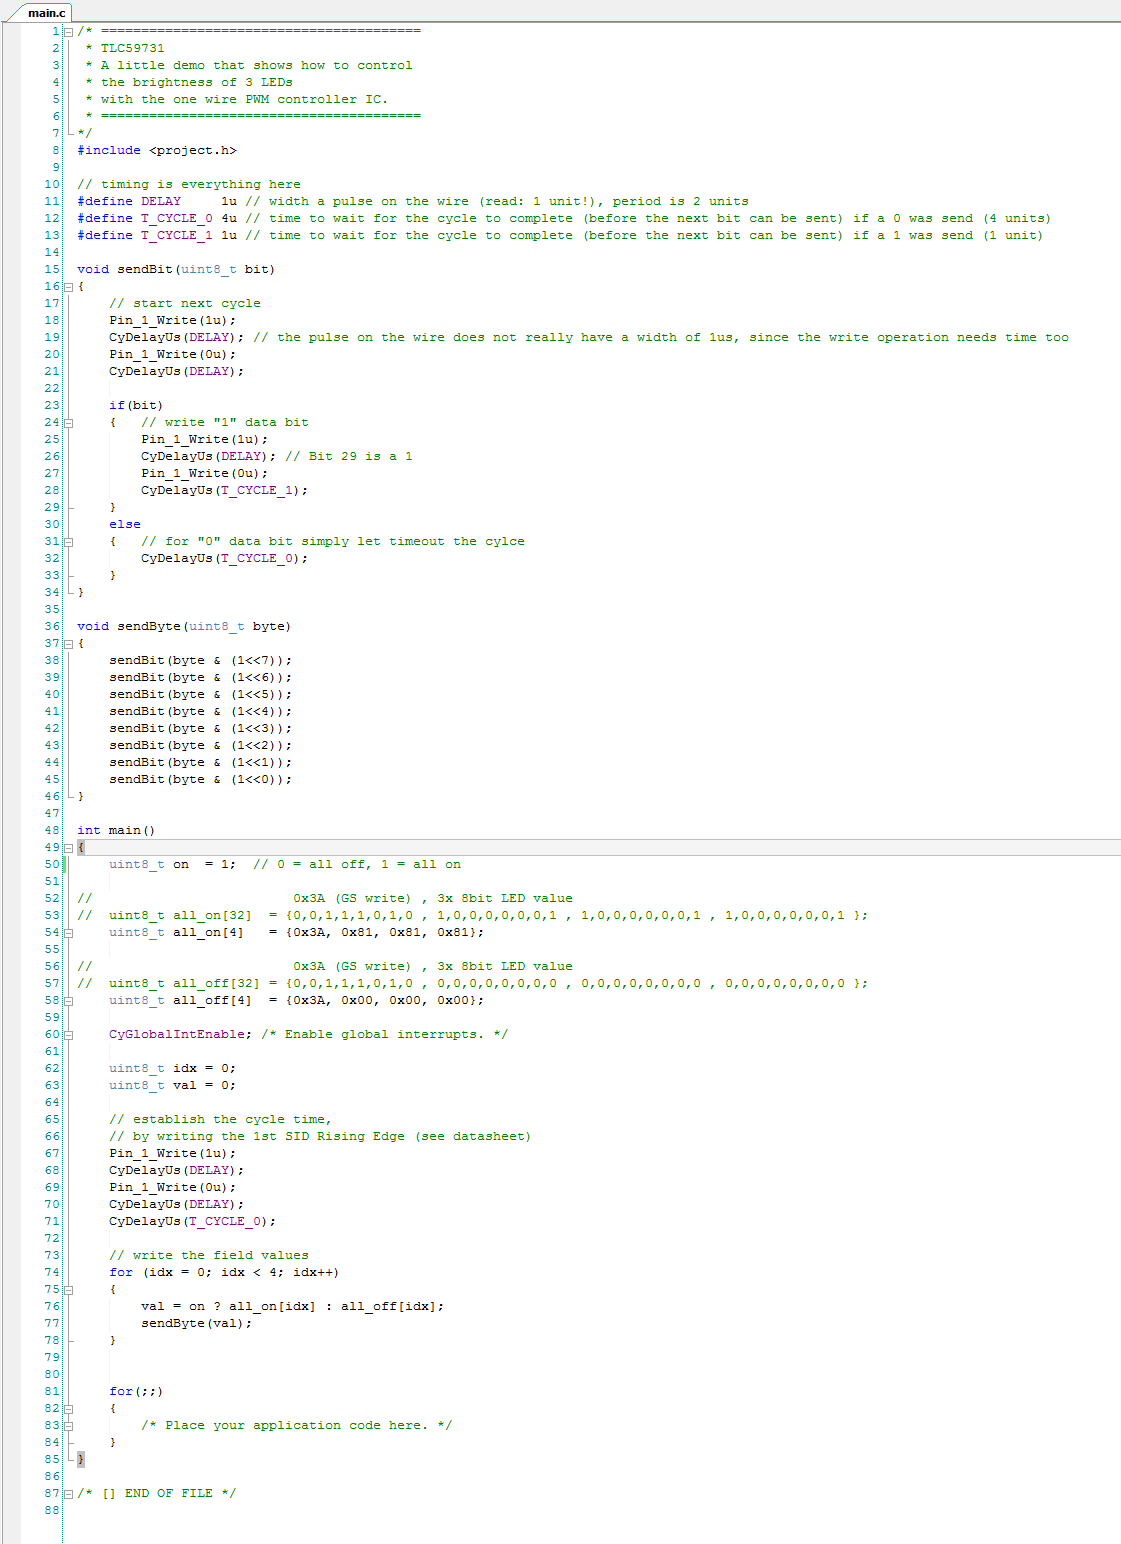 main.c
1 /* ========================================
2  * TLC59731
3  * A little demo that shows how to control
4  * the brightness of 3 LEDs
5  * with the one wire PWM controller IC.
6  * ========================================
7 */
8 #include <project.h>
9
10 // timing is everything here
11 #define DELAY     1u // width a pulse on the wire (read: 1 unit!), period is 2 units
12 #define T_CYCLE_0 4u // time to wait for the cycle to complete (before the next bit can be sent) if a 0 was send (4 units)
13 #define T_CYCLE_1 1u // time to wait for the cycle to complete (before the next bit can be sent) if a 1 was send (1 unit)
14
15 void sendBit(uint8_t bit)
16 {
17     // start next cycle
18     Pin_1_Write(1u);
19     CyDelayUs(DELAY); // the pulse on the wire does not really have a width of 1us, since the write operation needs time too
20     Pin_1_Write(0u);
21     CyDelayUs(DELAY);
22
23     if(bit)
24     {   // write "1" data bit
25         Pin_1_Write(1u);
26         CyDelayUs(DELAY); // Bit 29 is a 1
27         Pin_1_Write(0u);
28         CyDelayUs(T_CYCLE_1);
29     }
30     else
31     {   // for "0" data bit simply let timeout the cylce
32         CyDelayUs(T_CYCLE_0);
33     }
34 }
35
36 void sendByte(uint8_t byte)
37 {
38     sendBit(byte & (1<<7));
39     sendBit(byte & (1<<6));
40     sendBit(byte & (1<<5));
41     sendBit(byte & (1<<4));
42     sendBit(byte & (1<<3));
43     sendBit(byte & (1<<2));
44     sendBit(byte & (1<<1));
45     sendBit(byte & (1<<0));
46 }
47
48 int main()
49 {
50     uint8_t on  = 1;  // 0 = all off, 1 = all on
51
52 //                         0x3A (GS write) , 3x 8bit LED value
53 //  uint8_t all_on[32]  = {0,0,1,1,1,0,1,0 , 1,0,0,0,0,0,0,1 , 1,0,0,0,0,0,0,1 , 1,0,0,0,0,0,0,1 };
54     uint8_t all_on[4]   = {0x3A, 0x81, 0x81, 0x81};
55
56 //                         0x3A (GS write) , 3x 8bit LED value
57 //  uint8_t all_off[32] = {0,0,1,1,1,0,1,0 , 0,0,0,0,0,0,0,0 , 0,0,0,0,0,0,0,0 , 0,0,0,0,0,0,0,0 };
58     uint8_t all_off[4]  = {0x3A, 0x00, 0x00, 0x00};
59
60     CyGlobalIntEnable; /* Enable global interrupts. */
61
62     uint8_t idx = 0;
63     uint8_t val = 0;
64
65     // establish the cycle time,
66     // by writing the 1st SID Rising Edge (see datasheet)
67     Pin_1_Write(1u);
68     CyDelayUs(DELAY);
69     Pin_1_Write(0u);
70     CyDelayUs(DELAY);
71     CyDelayUs(T_CYCLE_0);
72
73     // write the field values
74     for (idx = 0; idx < 4; idx++)
75     {
76         val = on ? all_on[idx] : all_off[idx];
77         sendByte(val);
78     }
79
80
81     for(;;)
82     {
83         /* Place your application code here. */
84     }
85 }
86
87 /* [] END OF FILE */
88